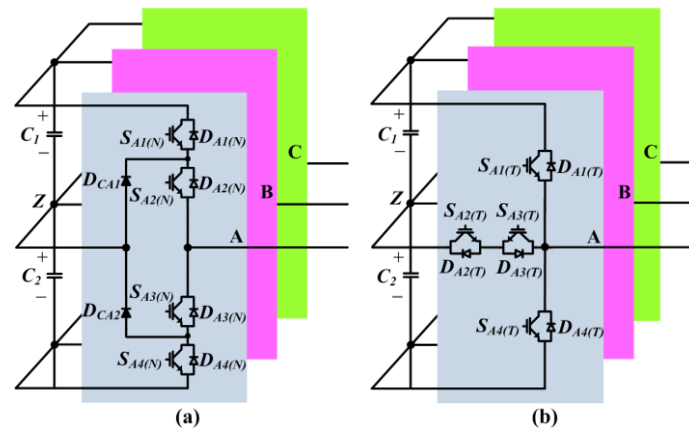 +
C1
−
Z
+
C2
−
SA1(N)
DA1(N)
DCA1
SA2(N)
DA2(N)
A
B
C
SA3(N)
DA3(N)
DCA2
SA4(N)
DA4(N)
(a)
+
C1
−
Z
+
C2
−
SA1(T)
DA1(T)
SA2(T)
SA3(T)
DA2(T)
DA3(T)
A
B
C
SA4(T)
DA4(T)
(b)